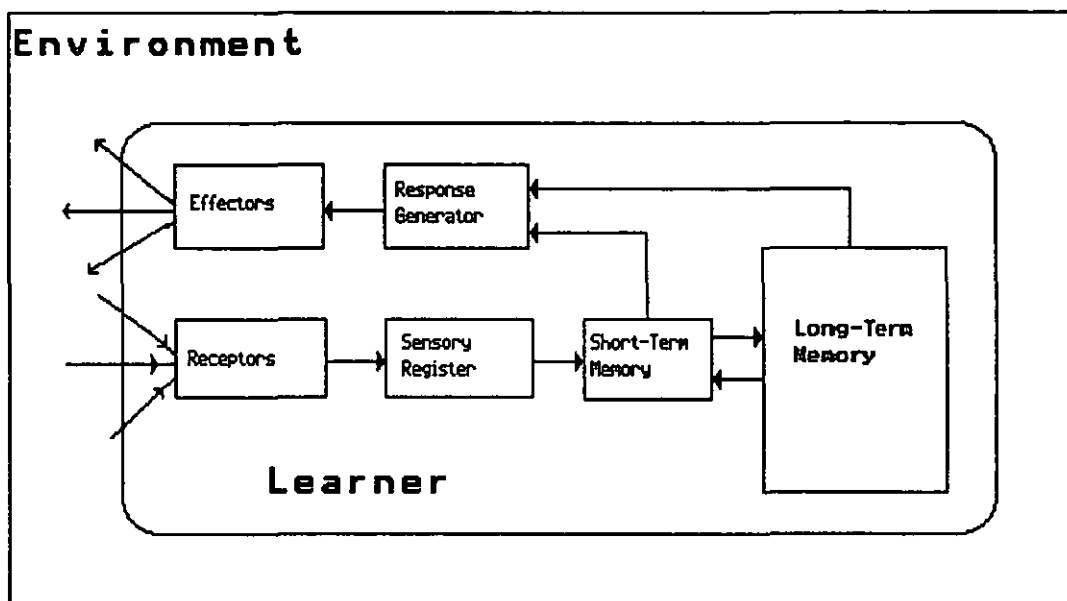 Environment
Effectors
Response
Generator
Receptors
Sensory
Register
Short-Term
Memory
Long-Term
Memory
Learner